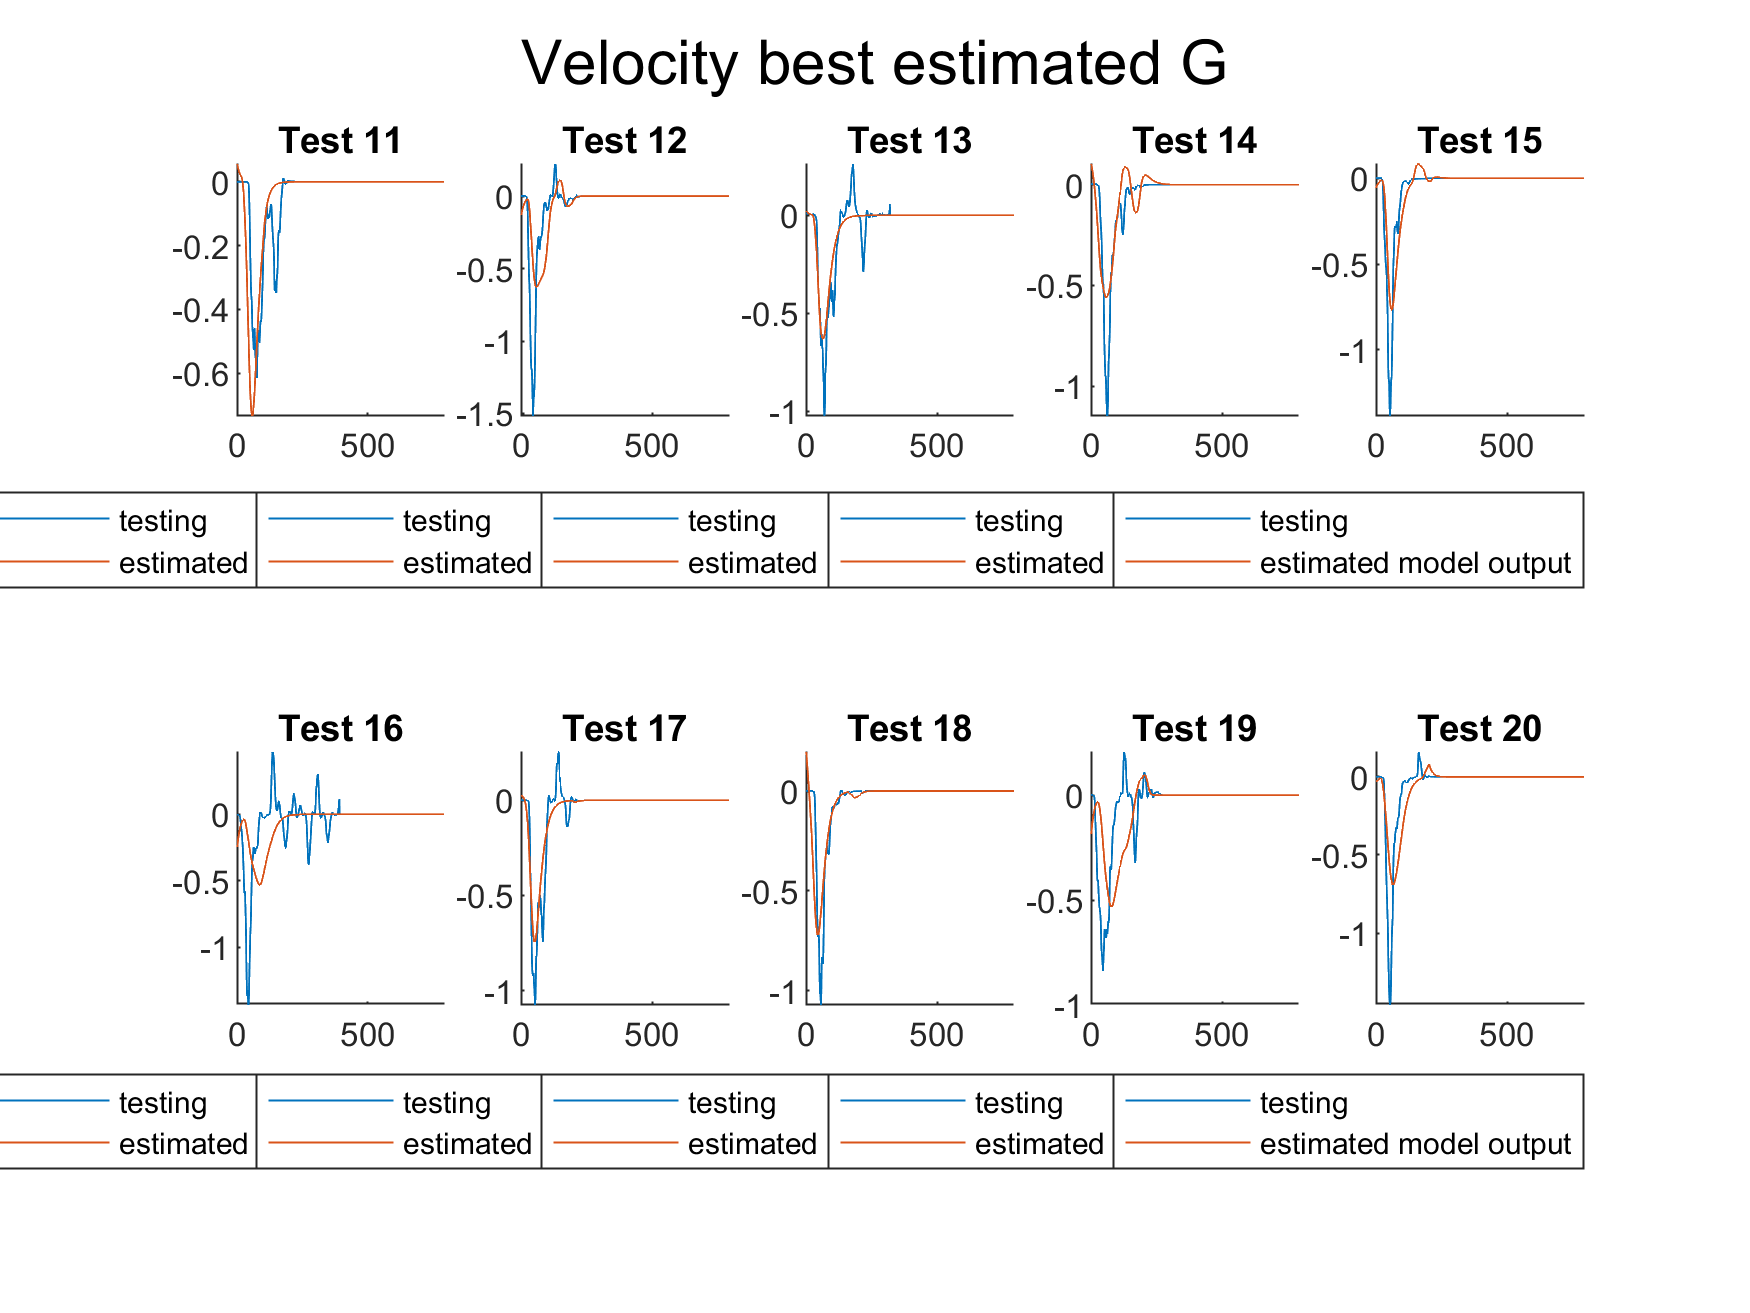 Velocity best estimated G
Test 11 Test 12 Test 13 Test 14 Test 15
0 -0.2 -0.4 -0.6
0 -0.5 -1 -1.5
0 -0.5 -1
0 -0.5 -1
0 -0.5 -1
0 500 0 500 0 500 0 500 0 500
testing testing testing testing testing
estimated estimated estimated estimated estimated model output
Test 16 Test 17 Test 18 Test 19 Test 20
0 -0.5 -1
0 -0.5 -1
0 -0.5 -1
0 -0.5 -1
0 -0.5 -1
0 500 0 500 0 500 0 500 0 500
testing testing testing testing testing
estimated estimated estimated estimated estimated model output